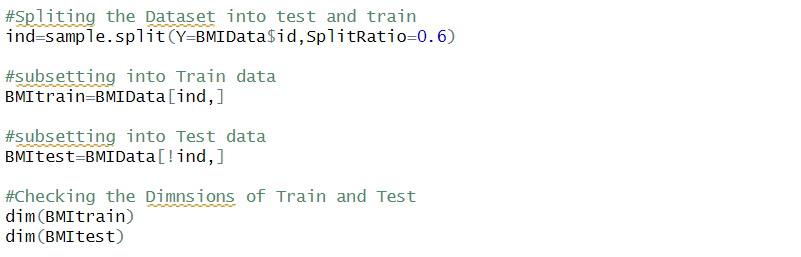 #Spliting the Dataset into test and train
ind=sample.split(Y=BMIData$id,SplitRatio=0.6)
#subsetting into Train data
BMItrain=BMIData[ind,]
#subsetting into Test data
BMItest=BMIData[!ind,]
#Checking the Dimnsions of Train and Test
dim(BMItrain)
dim(BMItest)